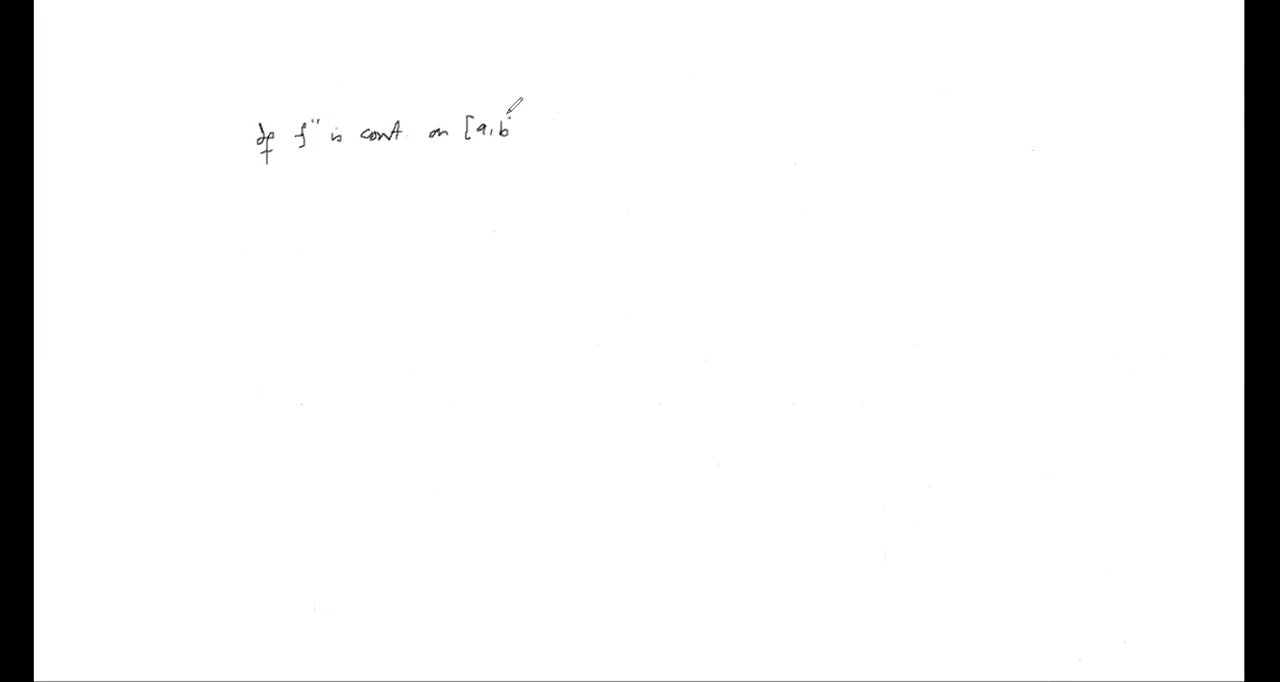 If f'' is cont. on [a, b